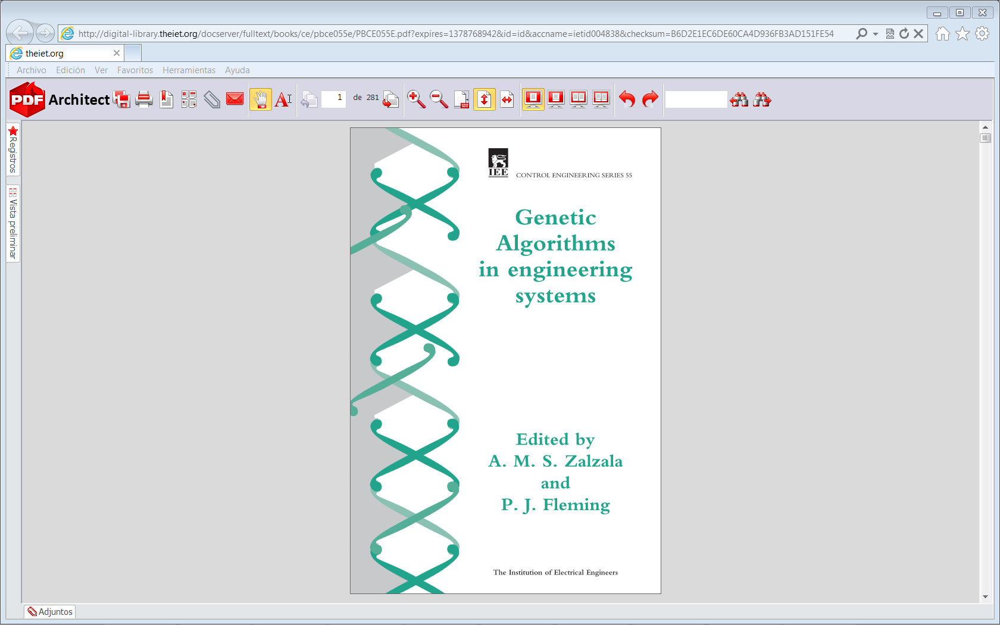 http://digital-library.theiet.org/docserver/fulltext/books/ce/pbce055e/PBCE055E.pdf?expires=1378768942&id=id&accname=ietid004838&checksum=B6D2E1EC6DE60CA4D936FB3AD151FE54
theiet.org
Archivo Edición Ver Favoritos Herramientas Ayuda
PDF Architect
1 de 281
Registros
Vista preliminar
IEE
CONTROL ENGINEERING SERIES 55
Genetic
Algorithms
in engineering
systems
Edited by
A. M. S. Zalzala
and
P. J. Fleming
The Institution of Electrical Engineers
Adjuntos